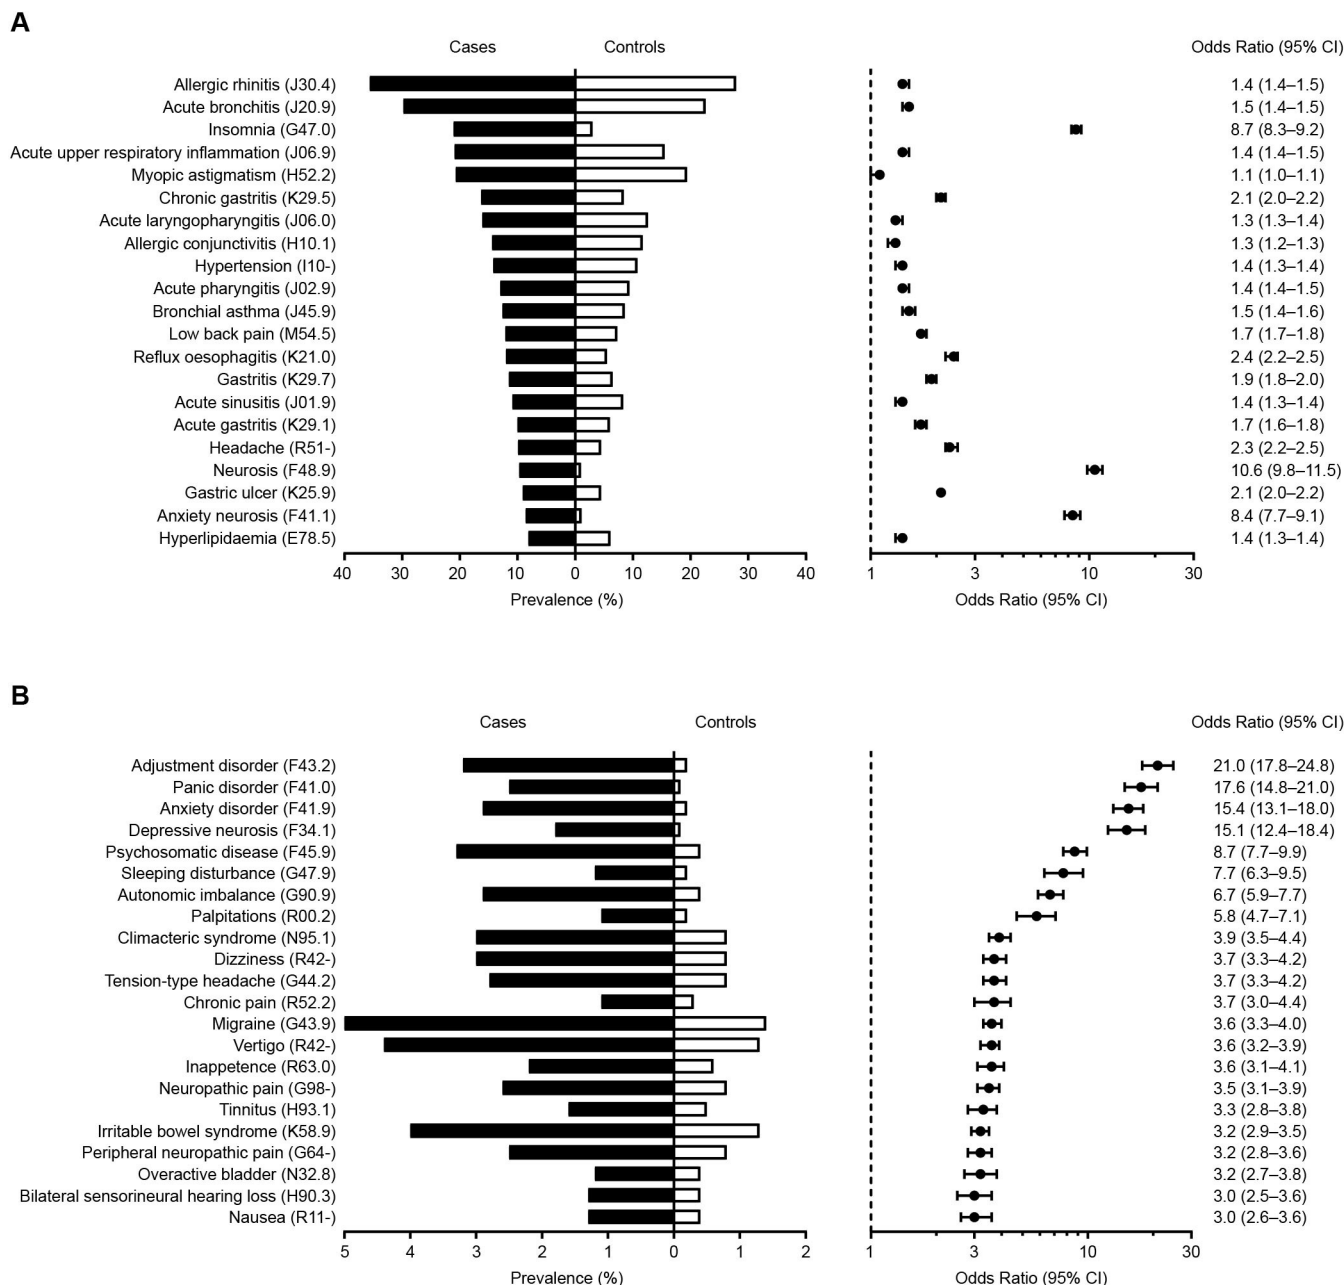 A
Cases Controls Odds Ratio (95% CI)
Allergic rhinitis (J30.4) 1.4 (1.4–1.5)
Acute bronchitis (J20.9) 1.5 (1.4–1.5)
Insomnia (G47.0) 8.7 (8.3–9.2)
Acute upper respiratory inflammation (J06.9) 1.4 (1.4–1.5)
Myopic astigmatism (H52.2) 1.1 (1.0–1.1)
Chronic gastritis (K29.5) 2.1 (2.0–2.2)
Acute laryngopharyngitis (J06.0) 1.3 (1.3–1.4)
Allergic conjunctivitis (H10.1) 1.3 (1.2–1.3)
Hypertension (I10-) 1.4 (1.3–1.4)
Acute pharyngitis (J02.9) 1.4 (1.4–1.5)
Bronchial asthma (J45.9) 1.5 (1.4–1.6)
Low back pain (M54.5) 1.7 (1.7–1.8)
Reflux oesophagitis (K21.0) 2.4 (2.2–2.5)
Gastritis (K29.7) 1.9 (1.8–2.0)
Acute sinusitis (J01.9) 1.4 (1.3–1.4)
Acute gastritis (K29.1) 1.7 (1.6–1.8)
Headache (R51-) 2.3 (2.2–2.5)
Neurosis (F48.9) 10.6 (9.8–11.5)
Gastric ulcer (K25.9) 2.1 (2.0–2.2)
Anxiety neurosis (F41.1) 8.4 (7.7–9.1)
Hyperlipidaemia (E78.5) 1.4 (1.3–1.4)
40 30 20 10 0 10 20 30 40 1 3 10 30
Prevalence (%) Odds Ratio (95% CI)
B
Cases Controls Odds Ratio (95% CI)
Adjustment disorder (F43.2) 21.0 (17.8–24.8)
Panic disorder (F41.0) 17.6 (14.8–21.0)
Anxiety disorder (F41.9) 15.4 (13.1–18.0)
Depressive neurosis (F34.1) 15.1 (12.4–18.4)
Psychosomatic disease (F45.9) 8.7 (7.7–9.9)
Sleeping disturbance (G47.9) 7.7 (6.3–9.5)
Autonomic imbalance (G90.9) 6.7 (5.9–7.7)
Palpitations (R00.2) 5.8 (4.7–7.1)
Climacteric syndrome (N95.1) 3.9 (3.5–4.4)
Dizziness (R42-) 3.7 (3.3–4.2)
Tension-type headache (G44.2) 3.7 (3.3–4.2)
Chronic pain (R52.2) 3.7 (3.0–4.4)
Migraine (G43.9) 3.6 (3.3–4.0)
Vertigo (R42-) 3.6 (3.2–3.9)
Inappetence (R63.0) 3.6 (3.1–4.1)
Neuropathic pain (G98-) 3.5 (3.1–3.9)
Tinnitus (H93.1) 3.3 (2.8–3.8)
Irritable bowel syndrome (K58.9) 3.2 (2.9–3.5)
Peripheral neuropathic pain (G64-) 3.2 (2.8–3.6)
Overactive bladder (N32.8) 3.2 (2.7–3.8)
Bilateral sensorineural hearing loss (H90.3) 3.0 (2.5–3.6)
Nausea (R11-) 3.0 (2.6–3.6)
5 4 3 2 1 0 1 2 1 3 10 30
Prevalence (%) Odds Ratio (95% CI)